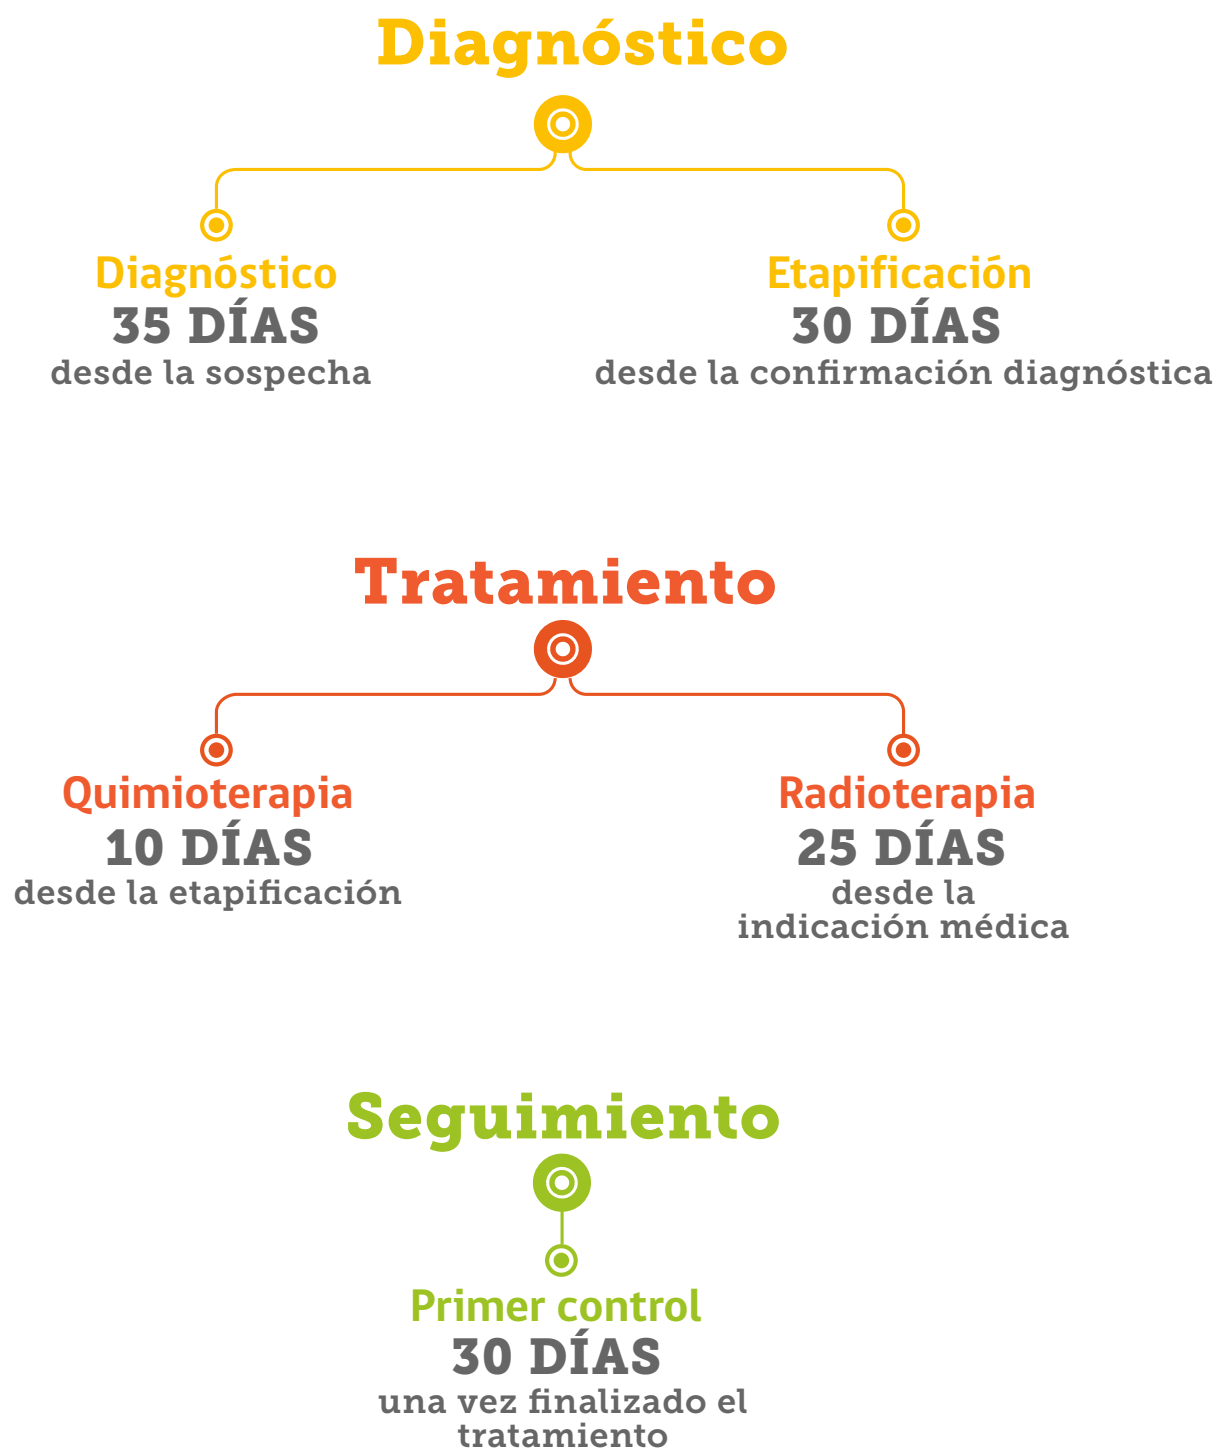 Diagnóstico
Diagnóstico
35 DÍAS
desde la sospecha
Etapificación
30 DÍAS
desde la confirmación diagnóstica
Tratamiento
Quimioterapia
10 DÍAS
desde la etapificación
Radioterapia
25 DÍAS
desde la
indicación médica
Seguimiento
Primer control
30 DÍAS
una vez finalizado el
tratamiento